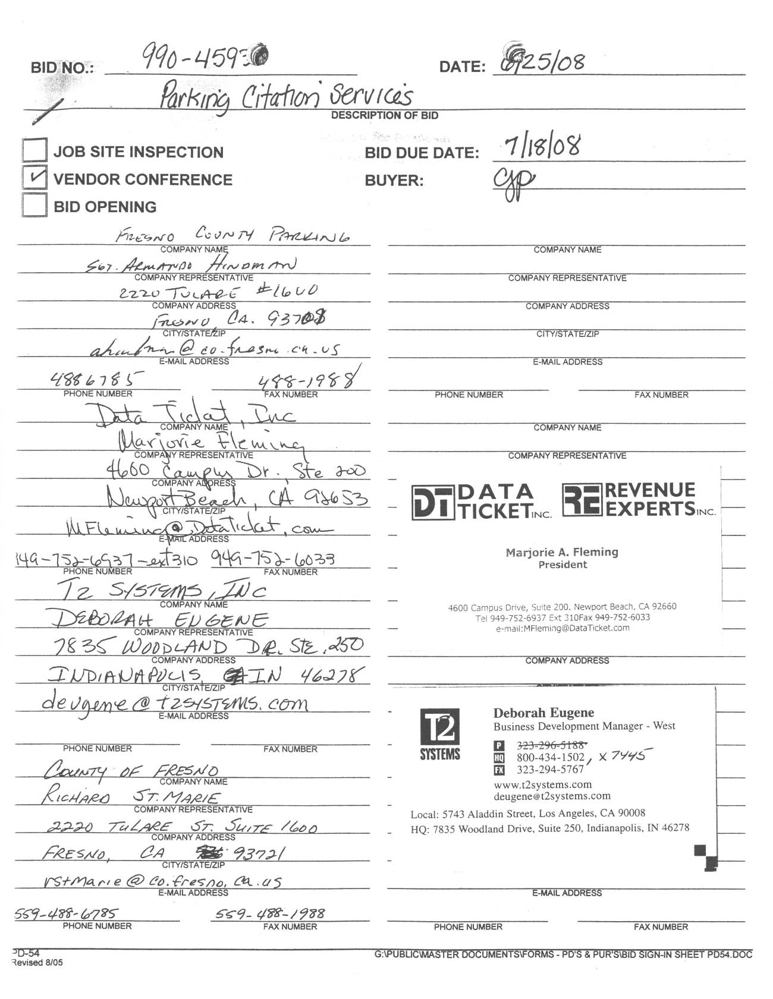 BID NO.: 990-4593
DATE: 6/25/08
Parking Citation Services
DESCRIPTION OF BID
JOB SITE INSPECTION
BID DUE DATE: 7/18/08
✓ VENDOR CONFERENCE
BUYER: cjp
BID OPENING
FRESNO COUNTY PARKING
COMPANY NAME
SGT. ARMANDO HINDMAN
COMPANY REPRESENTATIVE
2220 TULARE #1600
COMPANY ADDRESS
FRESNO, CA. 93708
CITY/STATE/ZIP
@co.fresno.ca.us
E-MAIL ADDRESS
4886785 488-1988
PHONE NUMBER FAX NUMBER
Data Ticket, Inc
COMPANY NAME
Marjorie Fleming
COMPANY REPRESENTATIVE
4600 Campus Dr., Ste 200
COMPANY ADDRESS
Newport Beach, CA 92653
CITY/STATE/ZIP
MFleming@DataTicket.com
E-MAIL ADDRESS
949-752-6937-ext310 949-752-6033
PHONE NUMBER FAX NUMBER
T2 SYSTEMS, INC
COMPANY NAME
DEBORAH EUGENE
COMPANY REPRESENTATIVE
7835 WOODLAND DR. STE. 250
COMPANY ADDRESS
INDIANAPOLIS, IN 46278
CITY/STATE/ZIP
deugene@t2SYSTEMS.com
E-MAIL ADDRESS
PHONE NUMBER FAX NUMBER
COUNTY OF FRESNO
COMPANY NAME
RICHARD ST. MARIE
COMPANY REPRESENTATIVE
2220 TULARE ST. SUITE 1600
COMPANY ADDRESS
FRESNO, CA 93721
CITY/STATE/ZIP
rstMarie@co.fresno.ca.us
E-MAIL ADDRESS
559-488-6785 559-488-1988
PHONE NUMBER FAX NUMBER
COMPANY NAME
COMPANY REPRESENTATIVE
COMPANY ADDRESS
CITY/STATE/ZIP
E-MAIL ADDRESS
PHONE NUMBER FAX NUMBER
COMPANY NAME
COMPANY REPRESENTATIVE
DT DATA TICKET INC. RE REVENUE EXPERTS INC.
Marjorie A. Fleming
President
4600 Campus Drive, Suite 200. Newport Beach, CA 92660
Tel 949-752-6937 Ext 310Fax 949-752-6033
e-mail:MFleming@DataTicket.com
COMPANY ADDRESS
T2 SYSTEMS
Deborah Eugene
Business Development Manager - West
P 323-296-5188
HQ 800-434-1502, x7445
FX 323-294-5767
www.t2systems.com
deugene@t2systems.com
Local: 5743 Aladdin Street, Los Angeles, CA 90008
HQ: 7835 Woodland Drive, Suite 250, Indianapolis, IN 46278
E-MAIL ADDRESS
PHONE NUMBER FAX NUMBER
PD-54
Revised 8/05
G:\PUBLIC\MASTER DOCUMENTS\FORMS - PD'S & PUR'S\BID SIGN-IN SHEET PD54.DOC